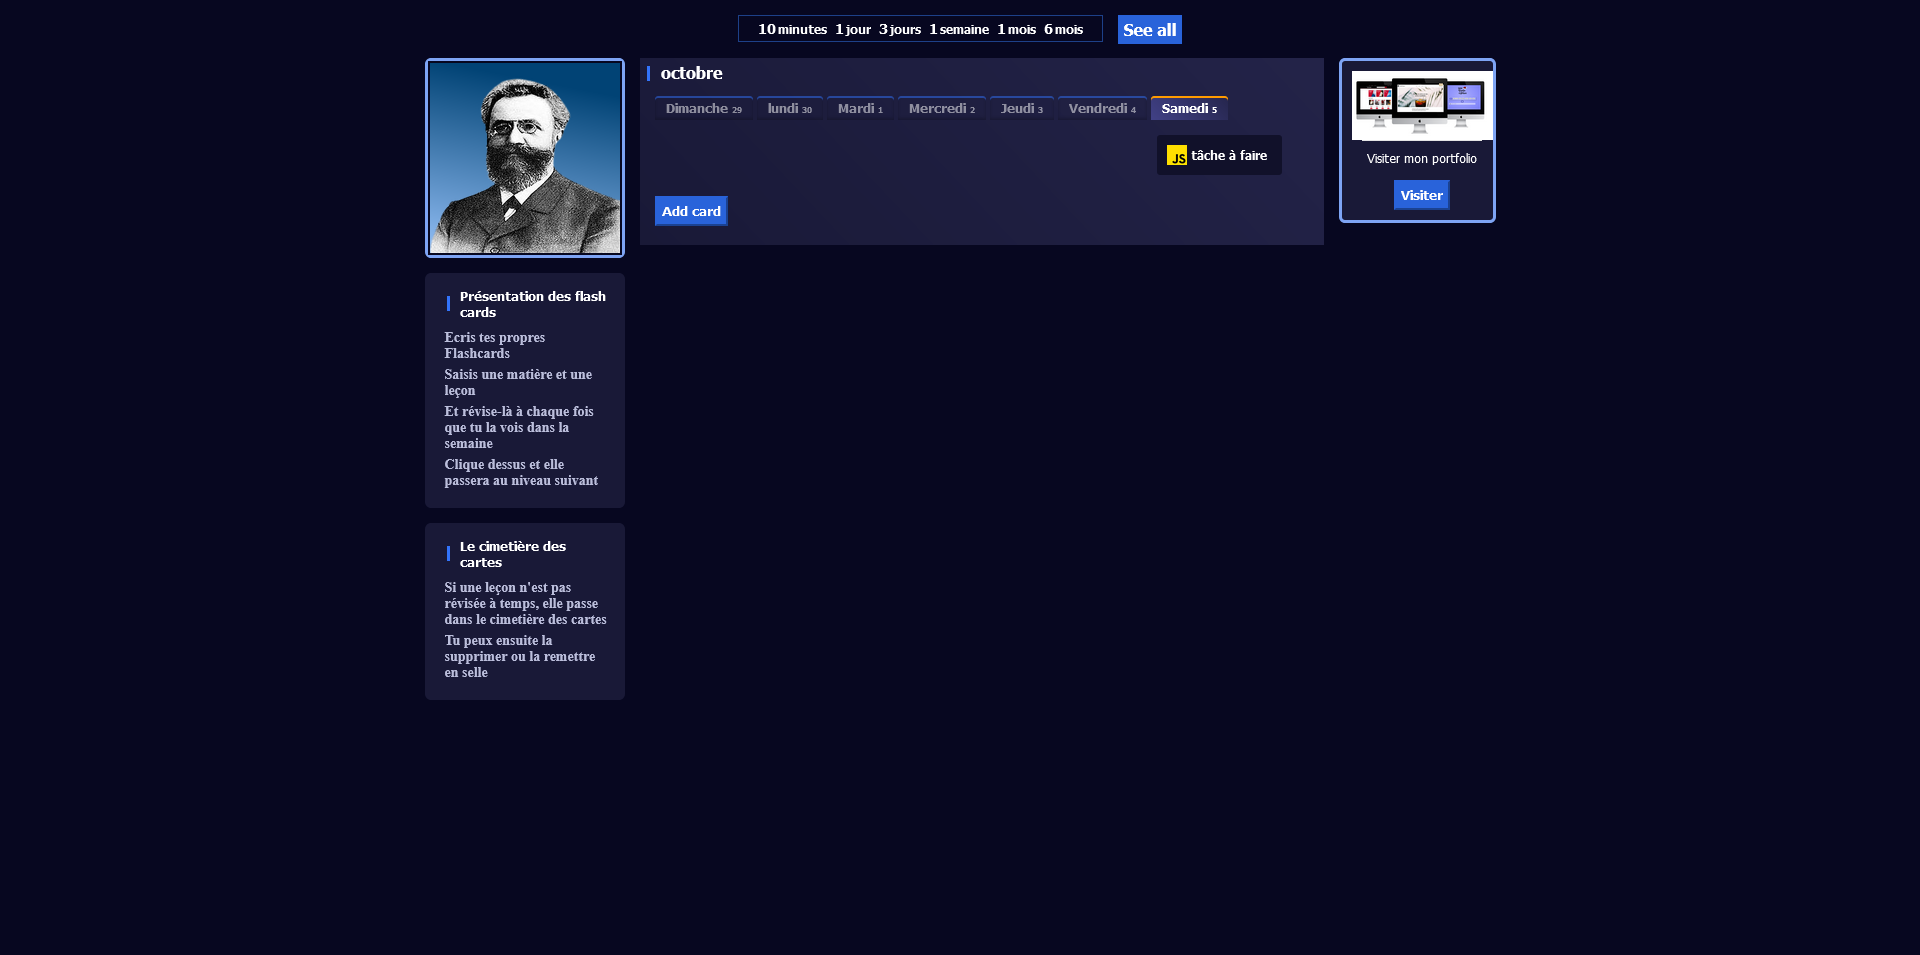 10 minutes 1 jour 3 jours 1 semaine 1 mois 6 mois
See all
octobre
Dimanche 29 lundi 30 Mardi 1 Mercredi 2 Jeudi 3 Vendredi 4 Samedi 5
JS tâche à faire
Add card
Visiter mon portfolio
Visiter
Présentation des flash
cards
Ecris tes propres
Flashcards
Saisis une matière et une
leçon
Et révise-là à chaque fois
que tu la vois dans la
semaine
Clique dessus et elle
passera au niveau suivant
Le cimetière des
cartes
Si une leçon n'est pas
révisée à temps, elle passe
dans le cimetière des cartes
Tu peux ensuite la
supprimer ou la remettre
en selle